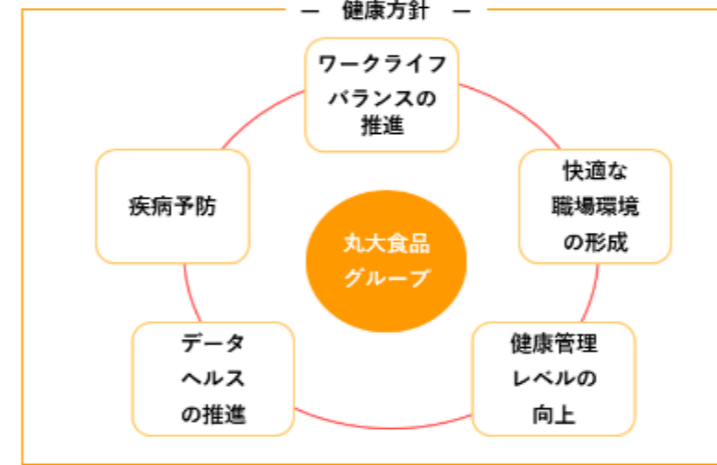 ― 健康方針 ―
ワークライフ
バランスの
推進
快適な
職場環境
の形成
健康管理
レベルの
向上
データ
ヘルス
の推進
疾病予防
丸大食品
グループ